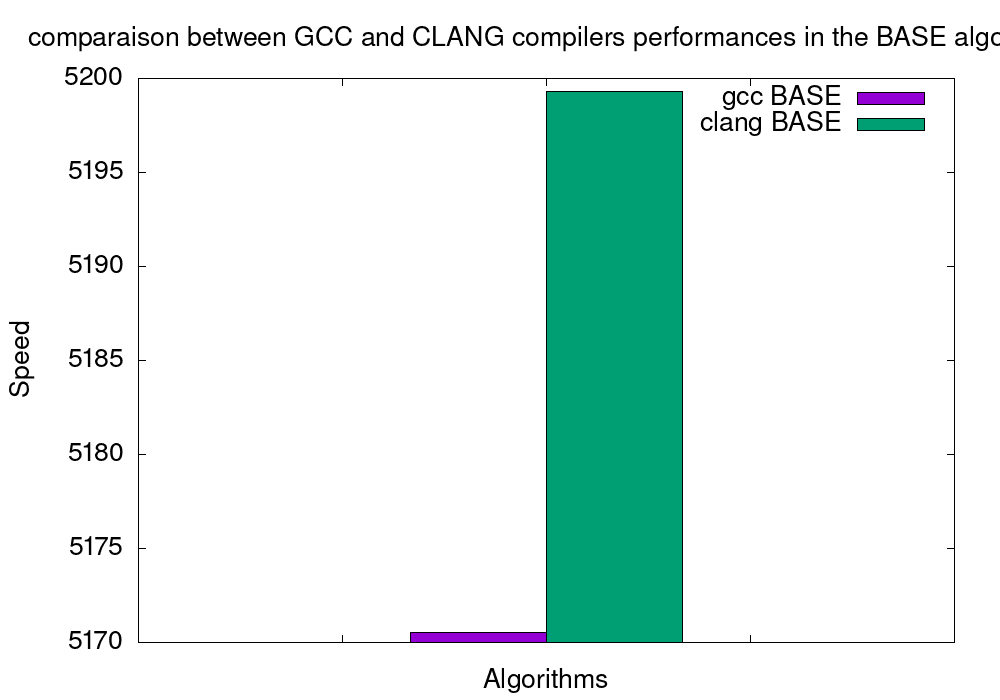 comparaison between GCC and CLANG compilers performances in the BASE algo
5200
gcc BASE
clang BASE
5195
5190
5185
Speed
5180
5175
5170
Algorithms